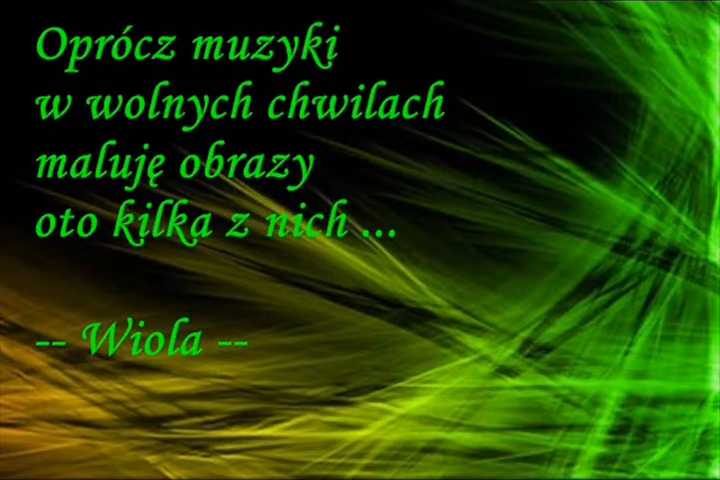 Oprócz muzyki
w wolnych chwilach
maluję obrazy
oto kilka z nich ...
-- Wiola --